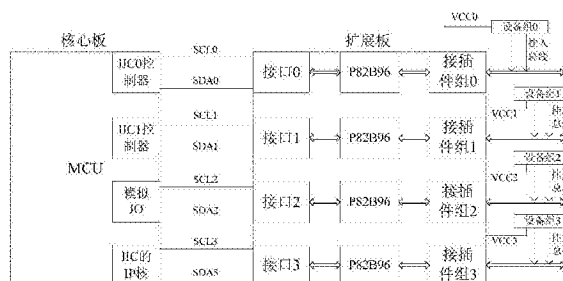 VCC0
设备组0
核心板
扩展板
接入
总线
IIC0控
制器
SCL0
SDA0
接口0
P82B96
接插
件组0
设备组1
VCC1
IIC1控
制器
SCL1
SDA1
接口1
P82B96
接插
件组1
MCU
设备组2
VCC2
模拟
IO
SCL2
SDA2
接口2
P82B96
接插
件组2
设备组3
VCC3
IIC的
IP核
SCL3
SDA3
接口3
P82B96
接插
件组3